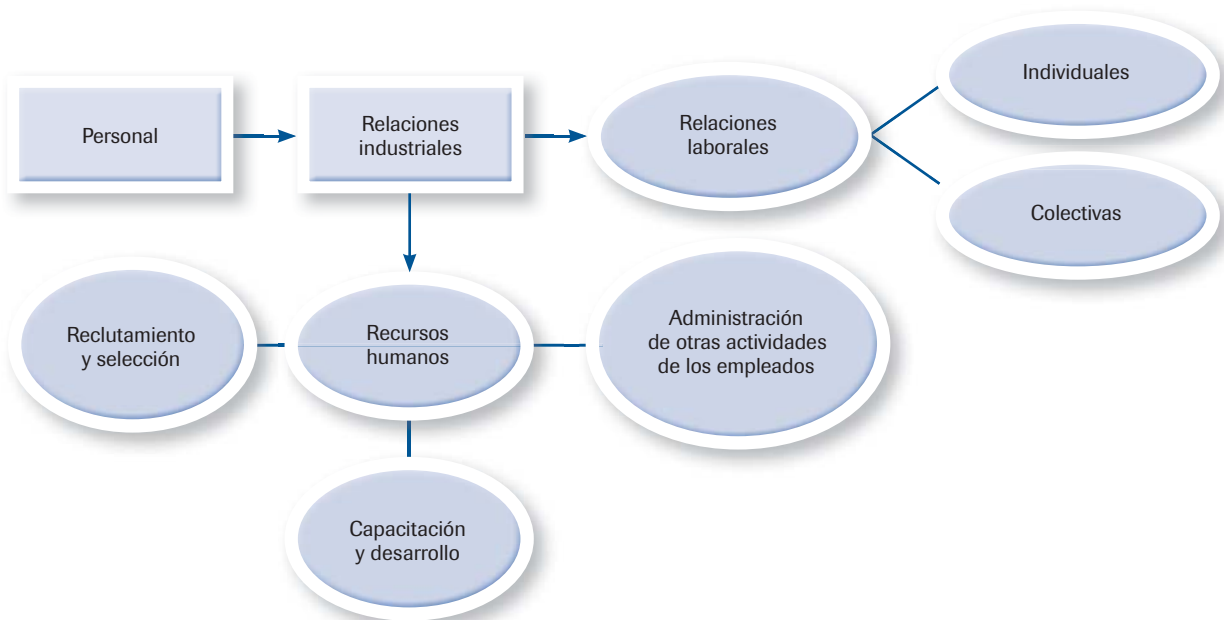 Personal
Relaciones
industriales
Relaciones
laborales
Individuales
Colectivas
Reclutamiento
y selección
Recursos
humanos
Administración
de otras actividades
de los empleados
Capacitación
y desarrollo